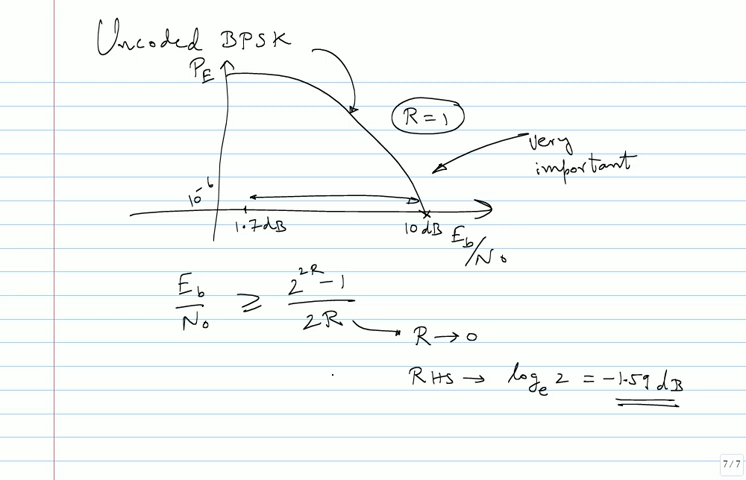 Uncoded BPSK
P_E
R = 1
very
important
10^-6
1.7dB
10dB
E_b/N_0
E_b/N_0 ≥ (2^{2R} - 1)/2R
R → 0
RHS → log_e 2 = -1.59 dB
7/7